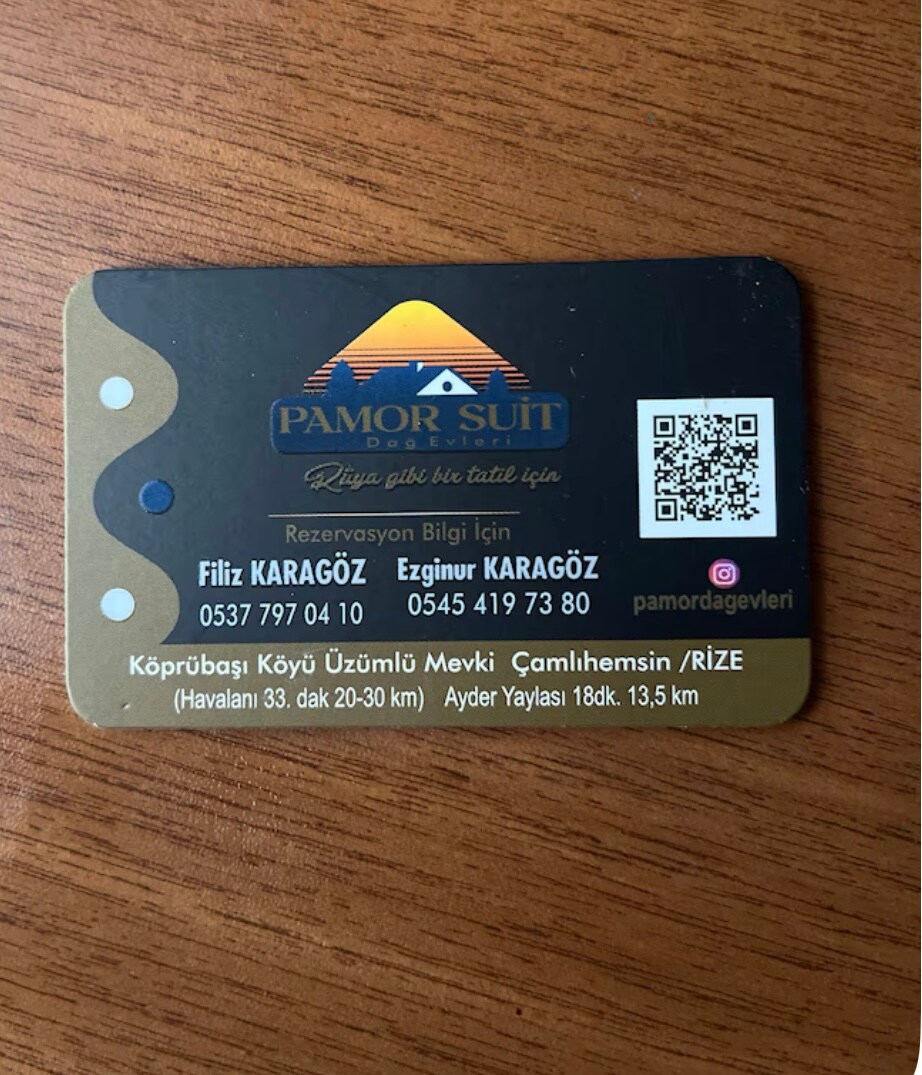 PAMOR SUİT
Dağ Evleri
Rüya gibi bir tatil için
Rezervasyon Bilgi İçin
Filiz KARAGÖZ Ezginur KARAGÖZ
0537 797 04 10 0545 419 73 80
pamordagevleri
Köprübaşı Köyü Üzümlü Mevki Çamlıhemsin /RİZE
(Havalanı 33. dak 20-30 km) Ayder Yaylası 18dk. 13,5 km